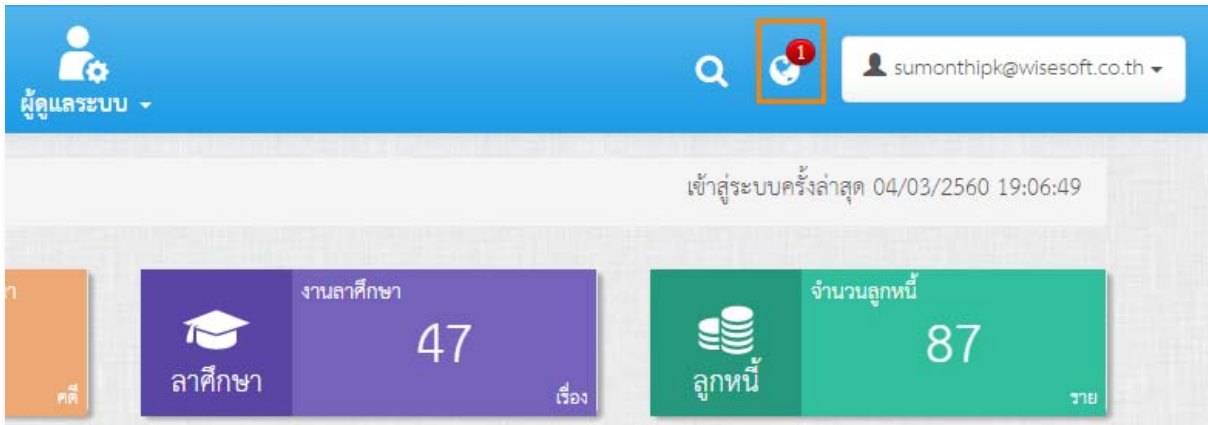 1
sumonthipk@wisesoft.co.th
ผู้ดูแลระบบ
เข้าสู่ระบบครั้งล่าสุด 04/03/2560 19:06:49
คดี
งานลาศึกษา
47
ลาศึกษา
เรื่อง
จำนวนลูกหนี้
87
ลูกหนี้
ราย